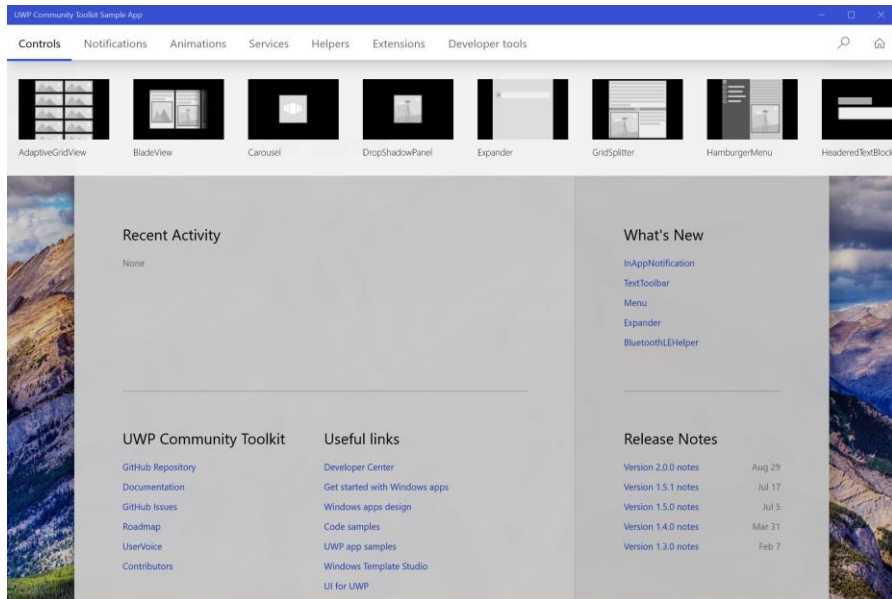 UWP Community Toolkit Sample App
Controls Notifications Animations Services Helpers Extensions Developer tools
AdaptiveGridView BladeView Carousel DropShadowPanel Expander GridSplitter HamburgerMenu HeaderedTextBlock
Recent Activity
None
What's New
InAppNotification
TextToolbar
Menu
Expander
BluetoothLEHelper
UWP Community Toolkit
GitHub Repository
Documentation
GitHub Issues
Roadmap
UserVoice
Contributors
Useful links
Developer Center
Get started with Windows apps
Windows apps design
Code samples
UWP app samples
Windows Template Studio
UI for UWP
Release Notes
Version 2.0.0 notes Aug 29
Version 1.5.1 notes Jul 17
Version 1.5.0 notes Jul 5
Version 1.4.0 notes Mar 31
Version 1.3.0 notes Feb 7